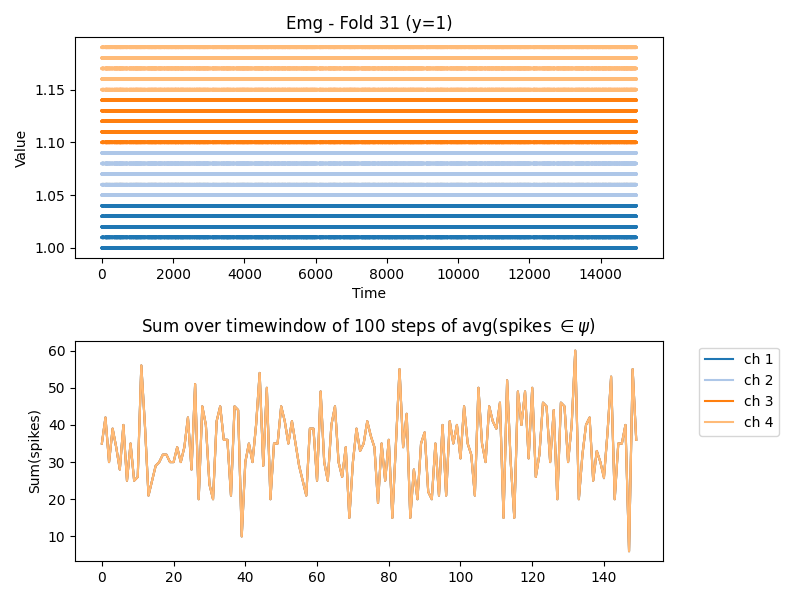 Emg - Fold 31 (y=1)
Value
1.15
1.10
1.05
1.00
0 2000 4000 6000 8000 10000 12000 14000
Time
Sum over timewindow of 100 steps of avg(spikes ∈ ψ)
Sum(spikes)
60
50
40
30
20
10
0 20 40 60 80 100 120 140
ch 1
ch 2
ch 3
ch 4